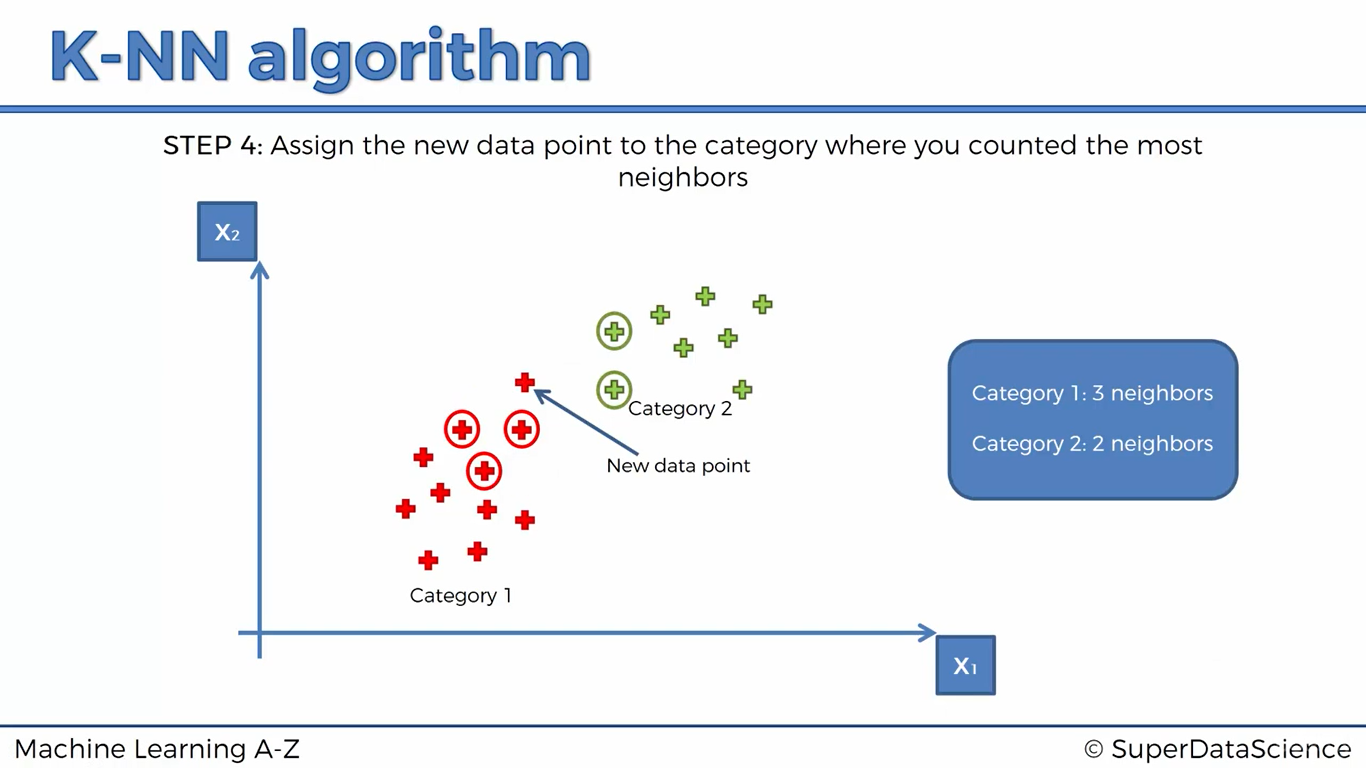 K-NN algorithm
STEP 4: Assign the new data point to the category where you counted the most
neighbors
X2
Category 2
New data point
Category 1: 3 neighbors
Category 2: 2 neighbors
Category 1
X1
Machine Learning A-Z
© SuperDataScience